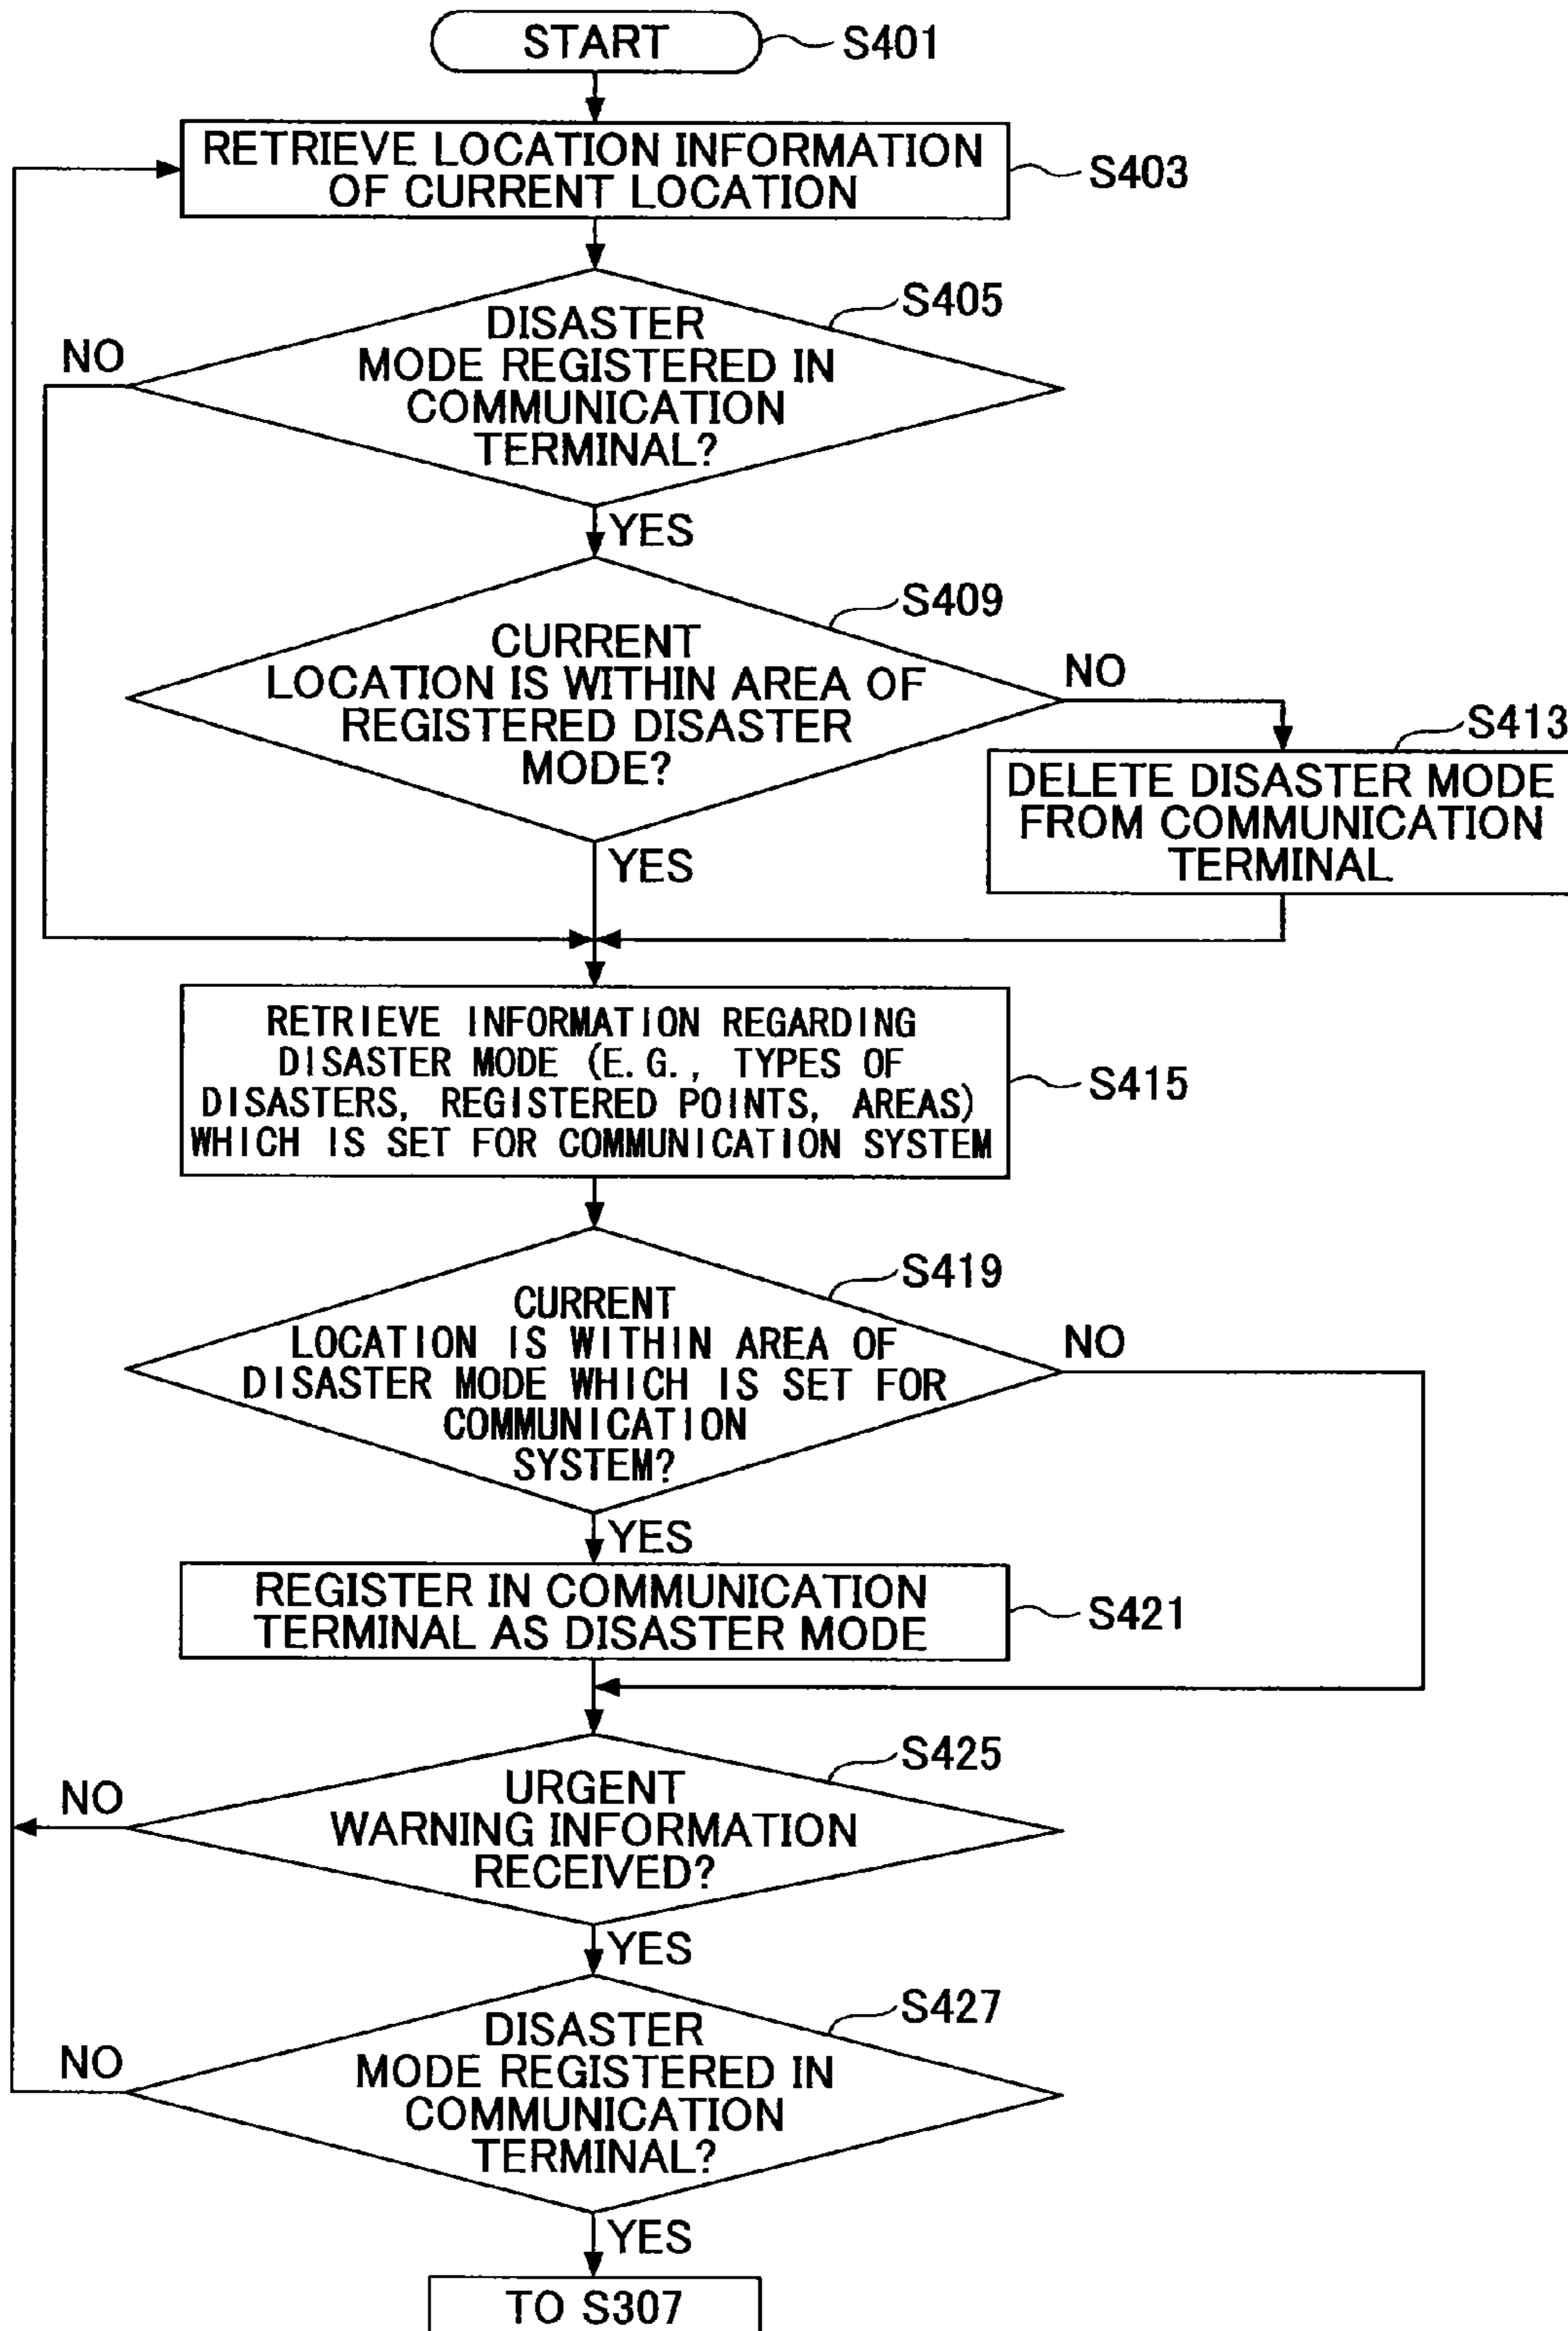 START
S401
RETRIEVE LOCATION INFORMATION
OF CURRENT LOCATION
S403
S405
DISASTER
MODE REGISTERED IN
COMMUNICATION
TERMINAL?
NO
YES
S409
CURRENT
LOCATION IS WITHIN AREA OF
REGISTERED DISASTER
MODE?
NO
YES
S413
DELETE DISASTER MODE
FROM COMMUNICATION
TERMINAL
RETRIEVE INFORMATION REGARDING
DISASTER MODE (E.G., TYPES OF
DISASTERS, REGISTERED POINTS, AREAS)
WHICH IS SET FOR COMMUNICATION SYSTEM
S415
S419
CURRENT
LOCATION IS WITHIN AREA OF
DISASTER MODE WHICH IS SET FOR
COMMUNICATION
SYSTEM?
NO
YES
REGISTER IN COMMUNICATION
TERMINAL AS DISASTER MODE
S421
S425
URGENT
WARNING INFORMATION
RECEIVED?
NO
YES
S427
DISASTER
MODE REGISTERED IN
COMMUNICATION
TERMINAL?
NO
YES
TO S307